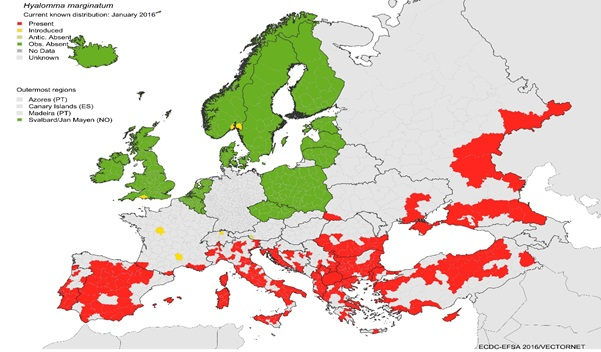 Hyalomma marginatum
Current known distribution: January 2016
Present
Introduced
Antic. Absent
Obs. Absent
No Data
Unknown
Outermost regions
Azores (PT)
Canary Islands (ES)
Madeira (PT)
Svalbard/Jan Mayen (NO)
ECDC-EFSA 2016/VECTORNET